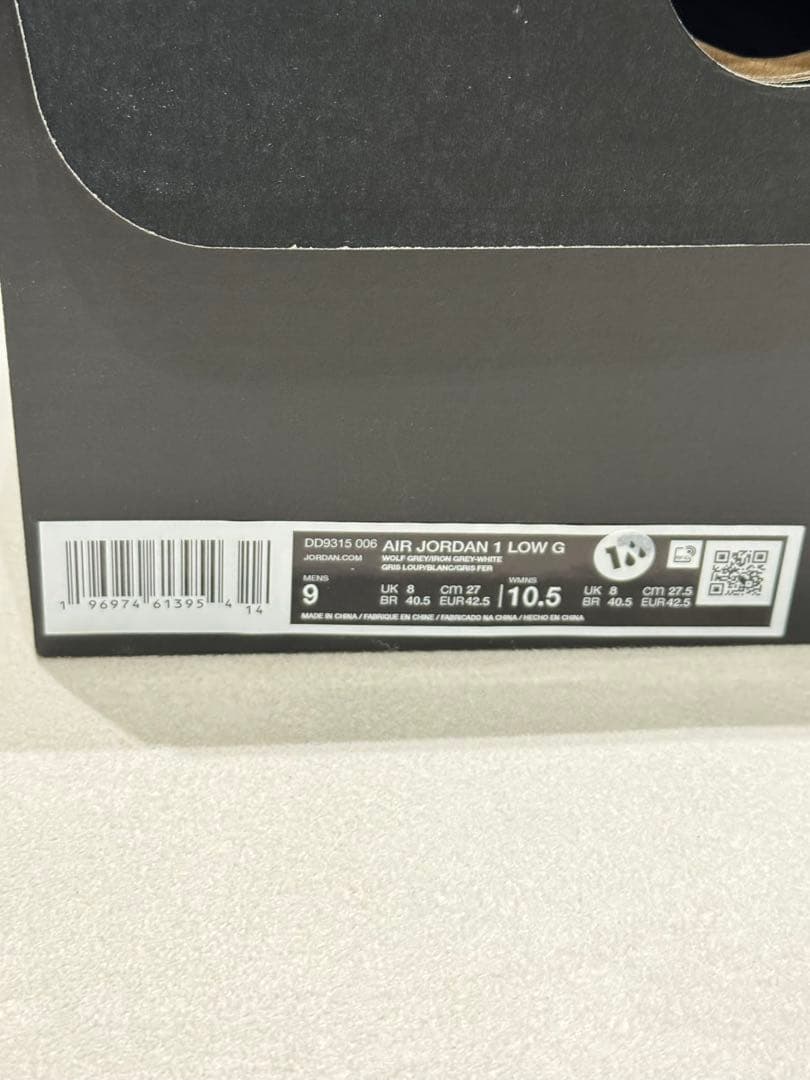 DD9315 006 AIR JORDAN 1 LOW G
JORDAN.COM
WOLF GREY/IRON GREY-WHITE
GRIS LOUP/BLANC/GRIS FER
MENS
9
UK 8 cm 27
BR 40.5 EUR 42.5
WMNS
10.5
UK 8 cm 27.5
BR 40.5 EUR 42.5
MADE IN CHINA / FABRIQUE EN CHINE / FABRICADO NA CHINA / HECHO EN CHINA
1 96974 61395 4
14